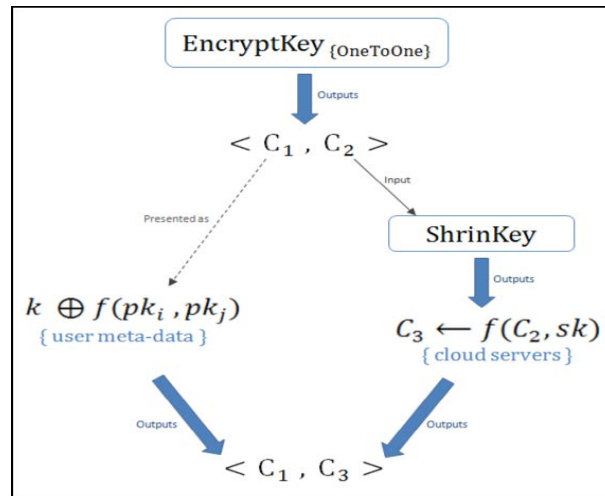 EncryptKey {OneToOne}
Outputs
< C₁ , C₂ >
Input
Presented as
ShrinKey
Outputs
k ⊕ f(pkᵢ , pkⱼ)
{ user meta-data }
C₃ ⟵ f(C₂, sk)
{ cloud servers }
Outputs
Outputs
< C₁ , C₃ >